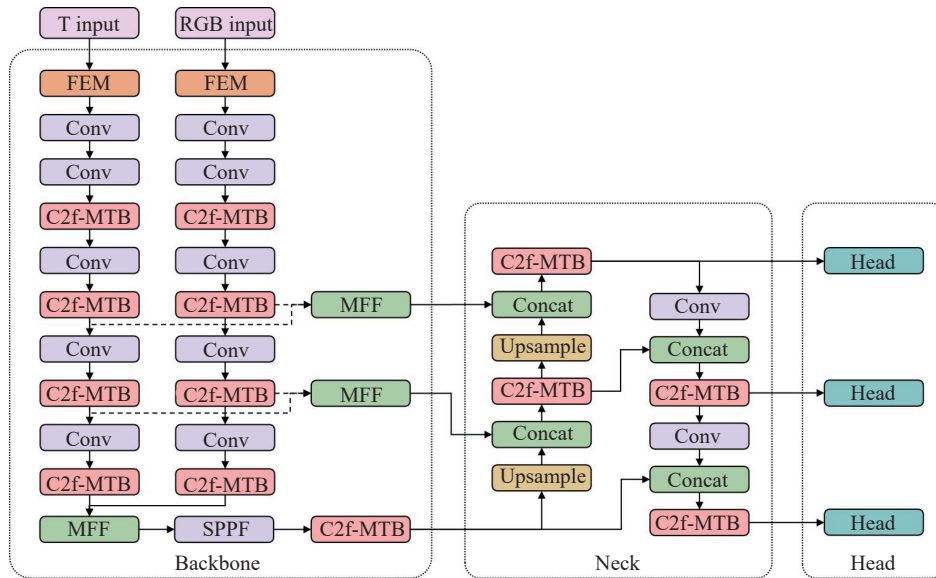 T input
RGB input
FEM
FEM
Conv
Conv
Conv
Conv
C2f-MTB
C2f-MTB
Conv
Conv
C2f-MTB
C2f-MTB
MFF
Conv
Conv
C2f-MTB
C2f-MTB
MFF
Conv
Conv
C2f-MTB
C2f-MTB
MFF
SPPF
C2f-MTB
Backbone
C2f-MTB
Concat
Upsample
C2f-MTB
Concat
Upsample
Conv
Concat
C2f-MTB
Conv
Concat
C2f-MTB
Neck
Head
Head
Head
Head